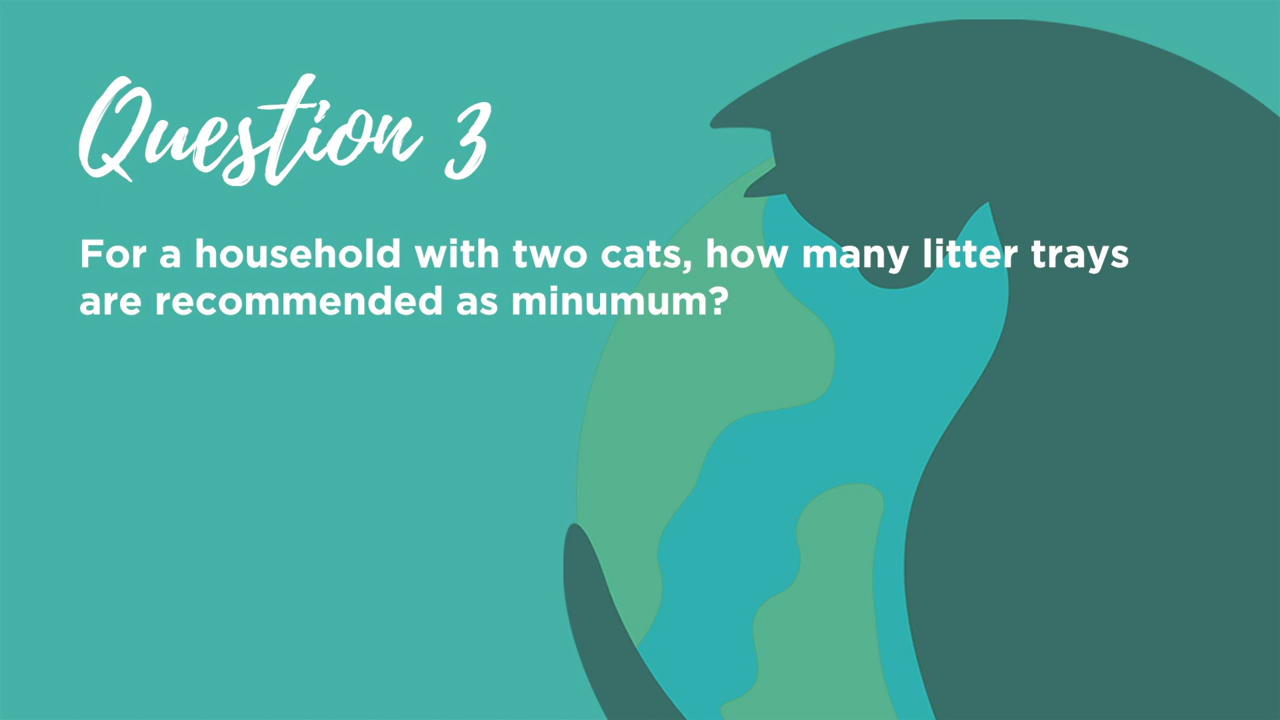 Question 3
For a household with two cats, how many litter trays
are recommended as minumum?